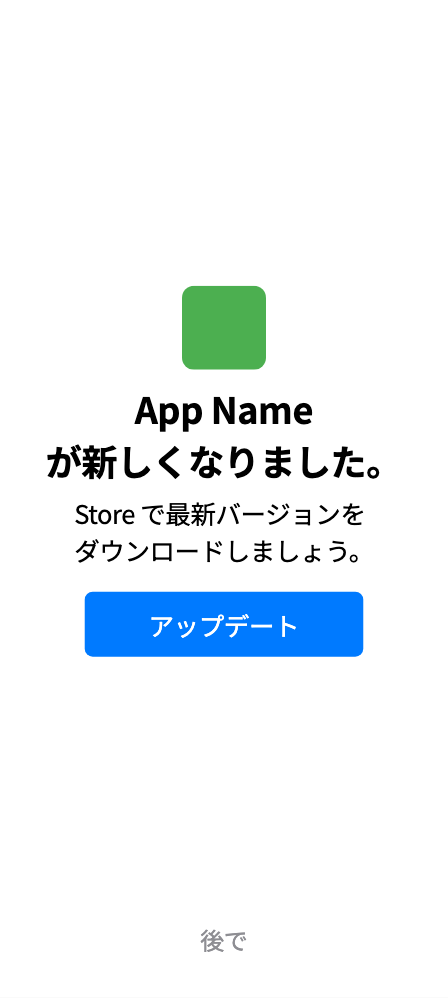 App Name
が新しくなりました。
Store で最新バージョンを
ダウンロードしましょう。
アップデート
後で